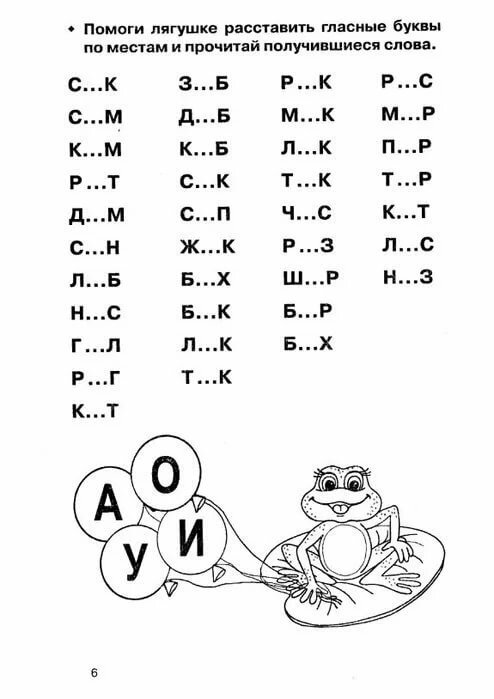 • Помоги лягушке расставить гласные буквы
по местам и прочитай получившиеся слова.
С...К З...Б Р...К Р...С
С...М Д...Б М...К М...Р
К...М К...Б Л...К П...Р
Р...Т С...К Т...К Т...Р
Д...М С...П Ч...С К...Т
С...Н Ж...К Р...З Л...С
Л...Б Б...Х Ш...Р Н...З
Н...С Б...К Б...Р
Г...Л Л...К Б...Х
Р...Г Т...К
К...Т
О
А
И
У
6